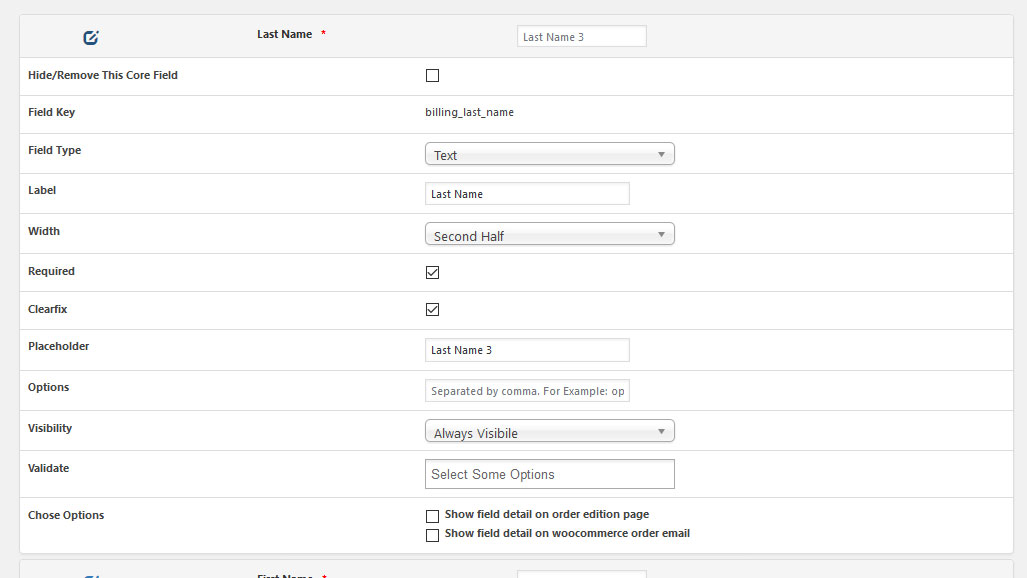 Last Name * Last Name 3
Hide/Remove This Core Field
Field Key billing_last_name
Field Type Text
Label Last Name
Width Second Half
Required
Clearfix
Placeholder Last Name 3
Options Separated by comma. For Example: op
Visibility Always Visibile
Validate Select Some Options
Chose Options Show field detail on order edition page
Show field detail on woocommerce order email
First Name *